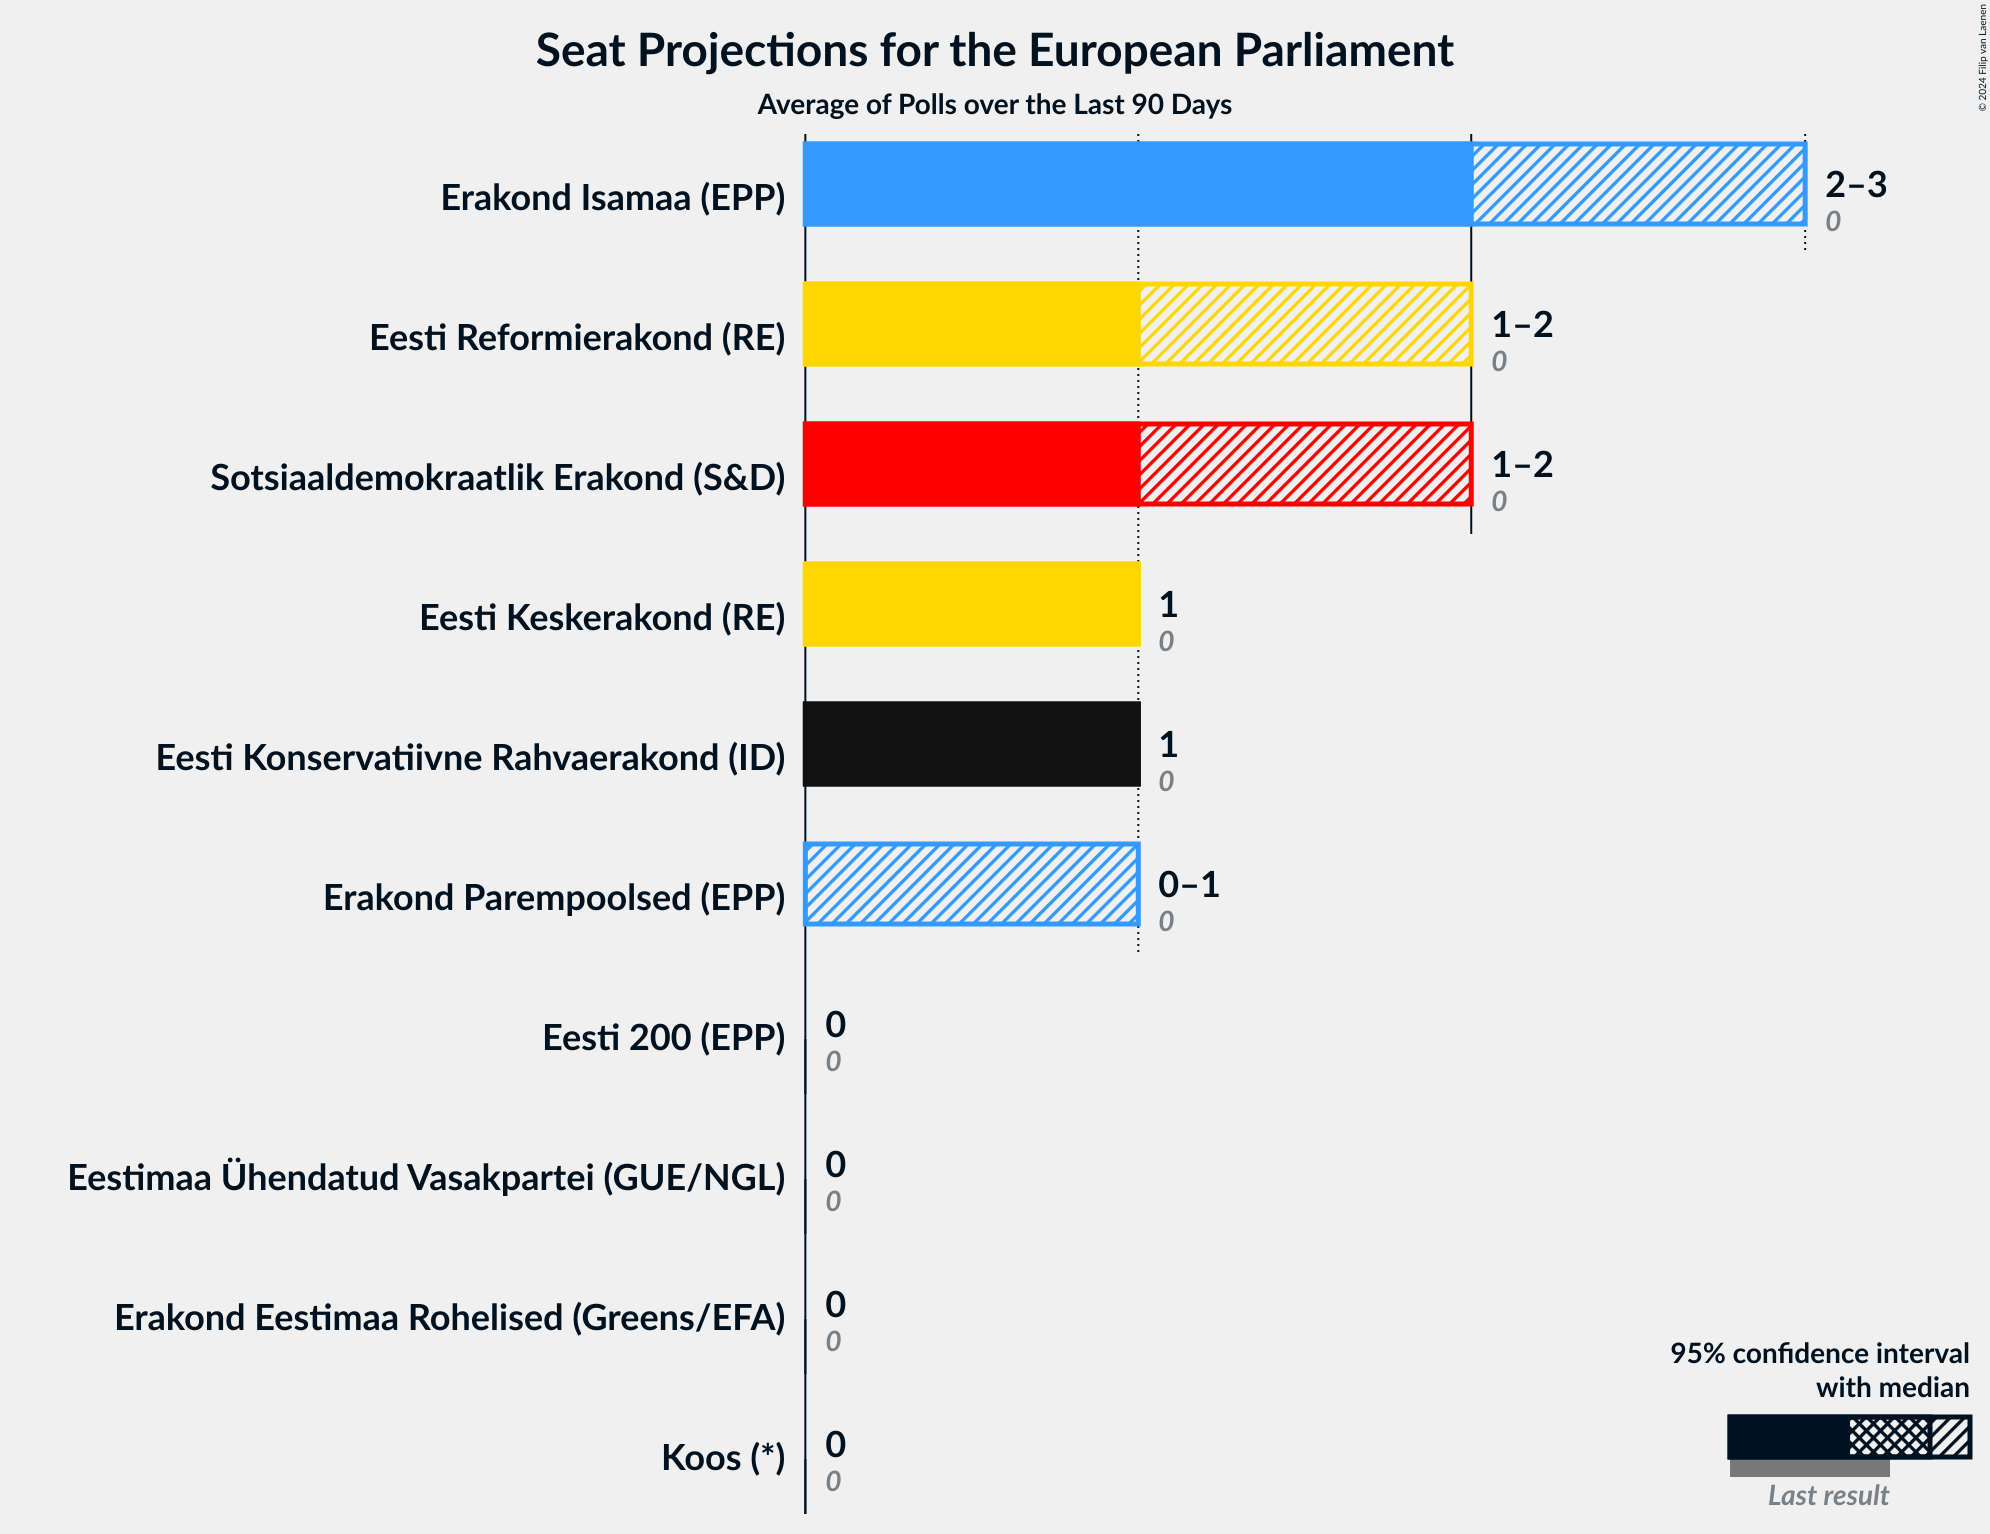 Seat Projections for the European Parliament
Average of Polls over the Last 90 Days
© 2024 Filip van Laenen
Erakond Isamaa (EPP)
2–3
0
Eesti Reformierakond (RE)
1–2
0
Sotsiaaldemokraatlik Erakond (S&D)
1–2
0
Eesti Keskerakond (RE)
1
0
Eesti Konservatiivne Rahvaerakond (ID)
1
0
Erakond Parempoolsed (EPP)
0–1
0
Eesti 200 (EPP)
0
0
Eestimaa Ühendatud Vasakpartei (GUE/NGL)
0
0
Erakond Eestimaa Rohelised (Greens/EFA)
0
0
Koos (*)
0
0
95% confidence interval
with median
Last result